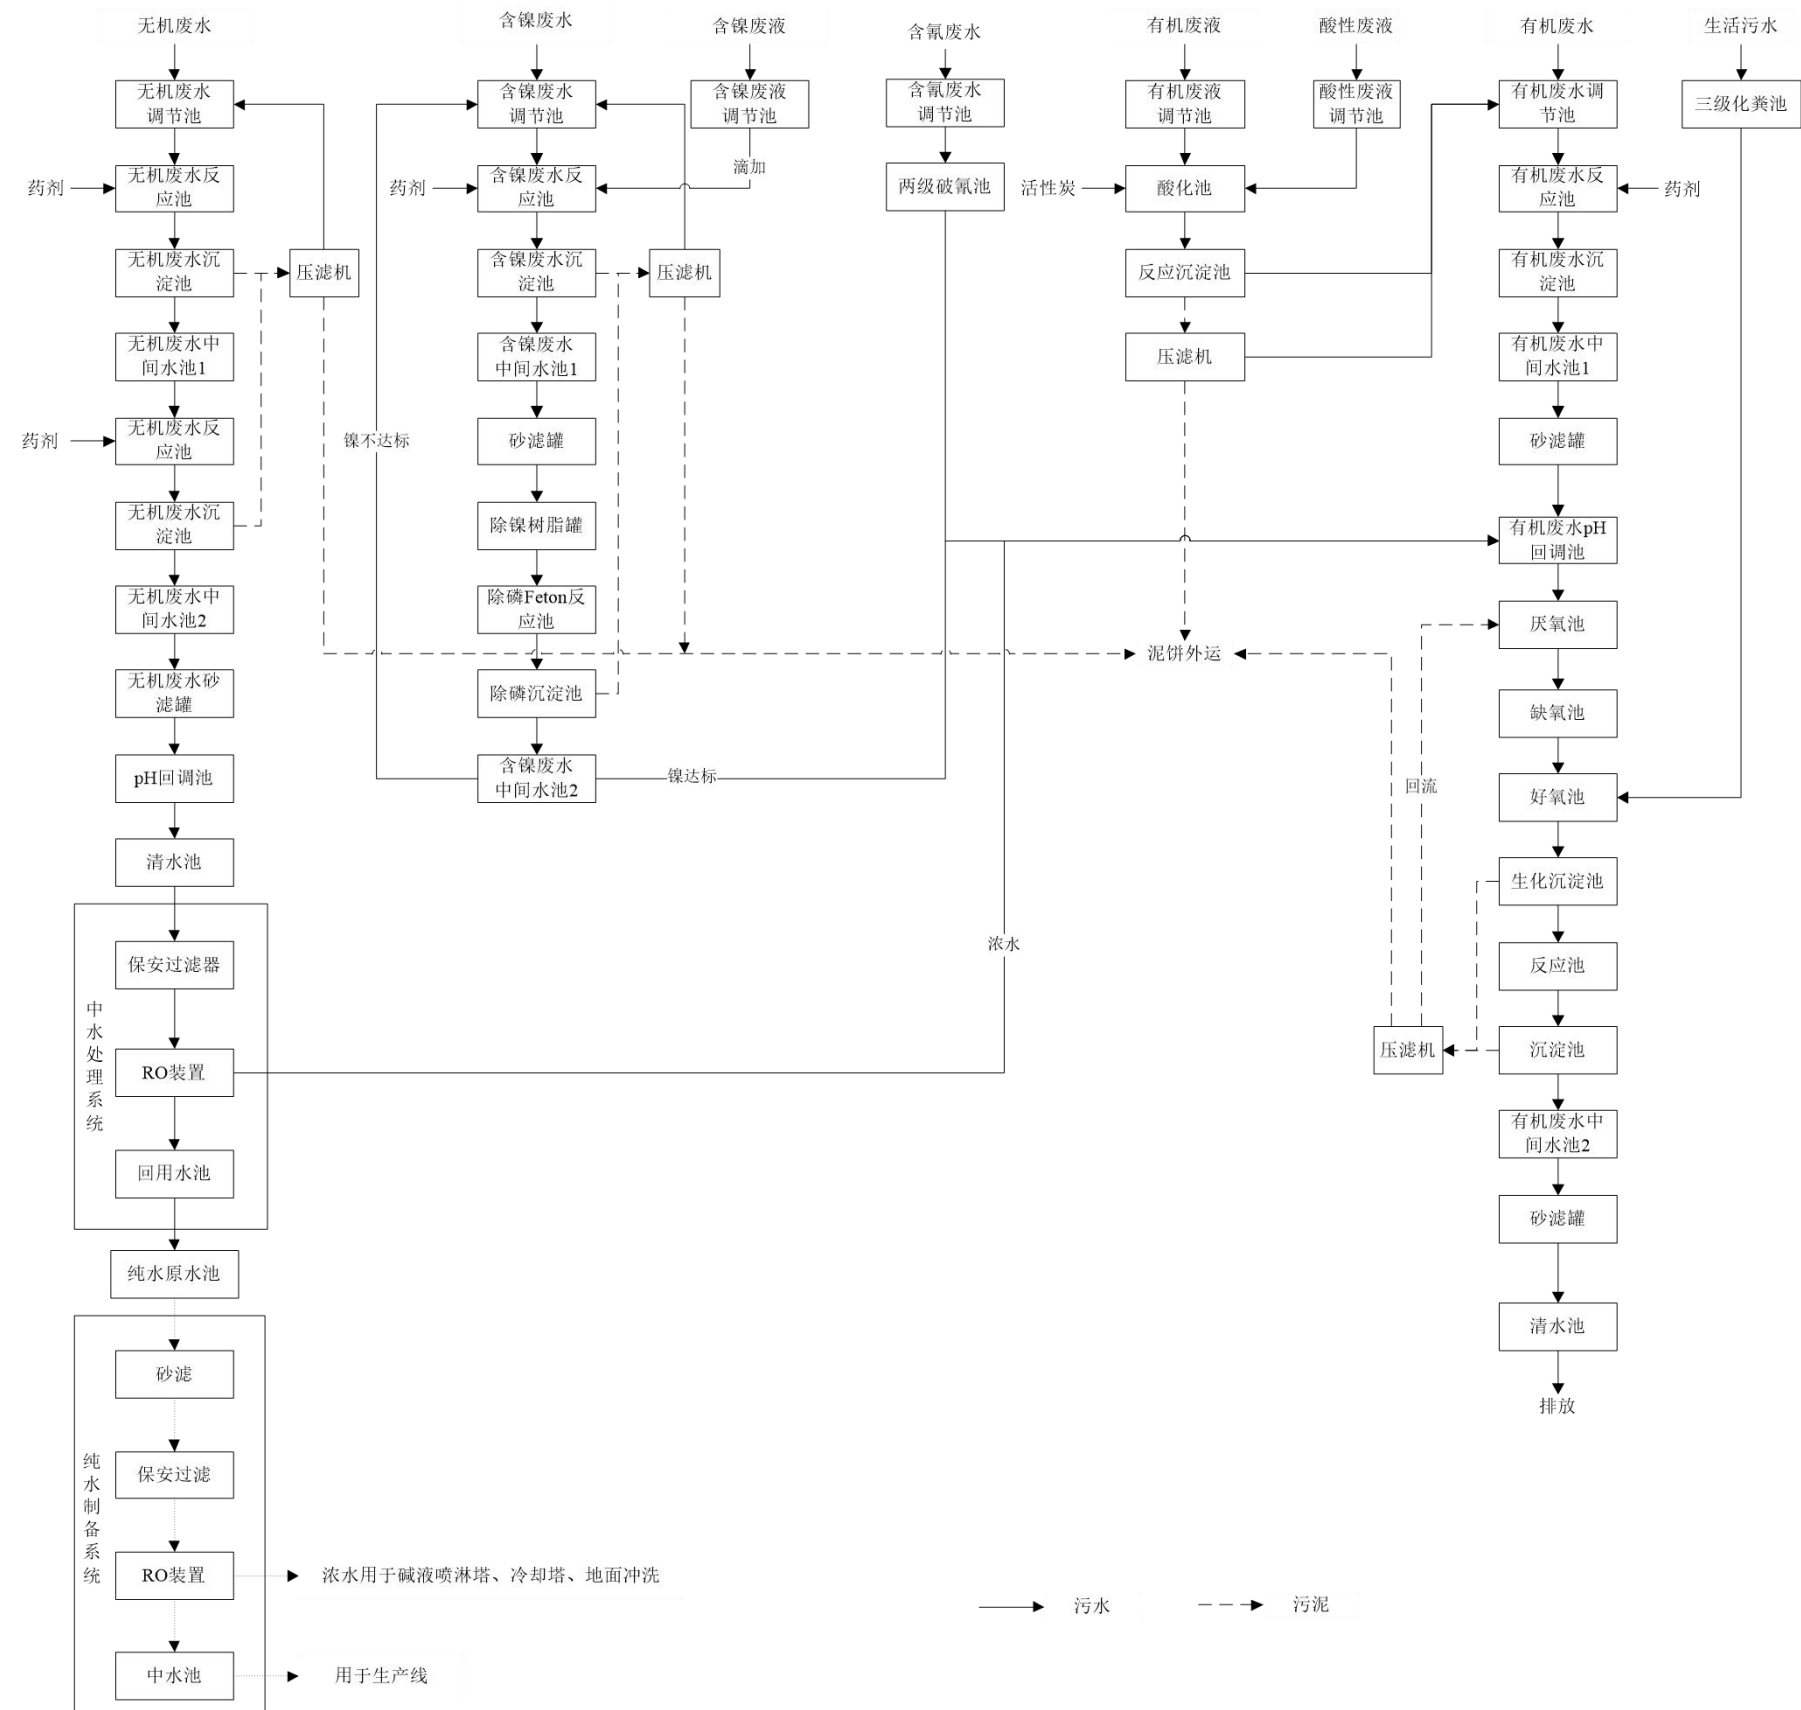 无机废水
含镍废水
含镍废液
含氰废水
有机废液
酸性废液
有机废水
生活污水
无机废水
调节池
含镍废水
调节池
含镍废液
调节池
含氰废水
调节池
有机废液
调节池
酸性废液
调节池
有机废水调
节池
三级化粪池
滴加
药剂
无机废水反
应池
药剂
含镍废水反
应池
两级破氰池
活性炭
酸化池
有机废水反
应池
药剂
无机废水沉
淀池
压滤机
含镍废水沉
淀池
压滤机
反应沉淀池
有机废水沉
淀池
无机废水中
间水池1
含镍废水
中间水池1
压滤机
有机废水中
间水池1
药剂
无机废水反
应池
镍不达标
砂滤罐
砂滤罐
无机废水沉
淀池
除镍树脂罐
有机废水pH
回调池
无机废水中
间水池2
除磷Feton反
应池
厌氧池
泥饼外运
无机废水砂
滤罐
除磷沉淀池
缺氧池
pH回调池
含镍废水
中间水池2
镍达标
回流
好氧池
清水池
生化沉淀池
浓水
保安过滤器
反应池
中水处理系统
RO装置
压滤机
沉淀池
有机废水中
间水池2
回用水池
砂滤罐
纯水原水池
清水池
砂滤
排放
纯水制备系统
保安过滤
RO装置
浓水用于碱液喷淋塔、冷却塔、地面冲洗
污水
污泥
中水池
用于生产线